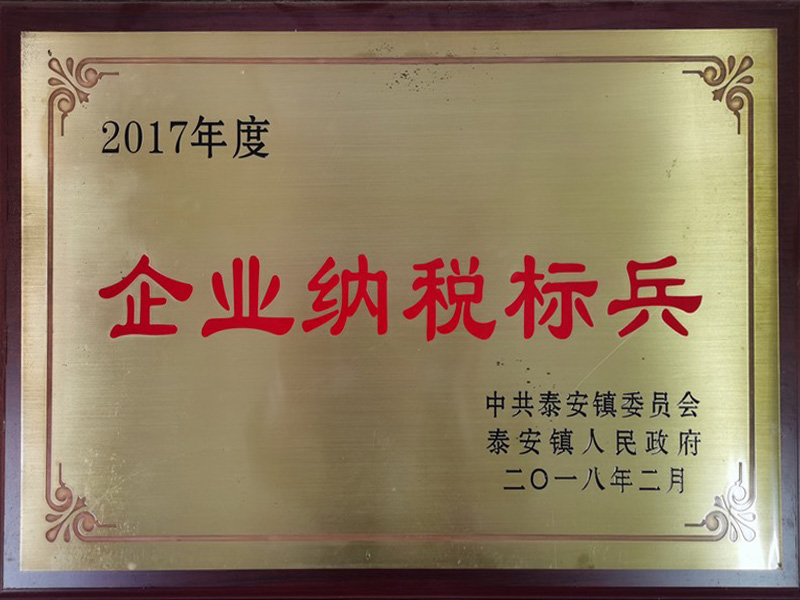 2017年度
企业纳税标兵
中共泰安镇委员会
泰安镇人民政府
二〇一八年二月